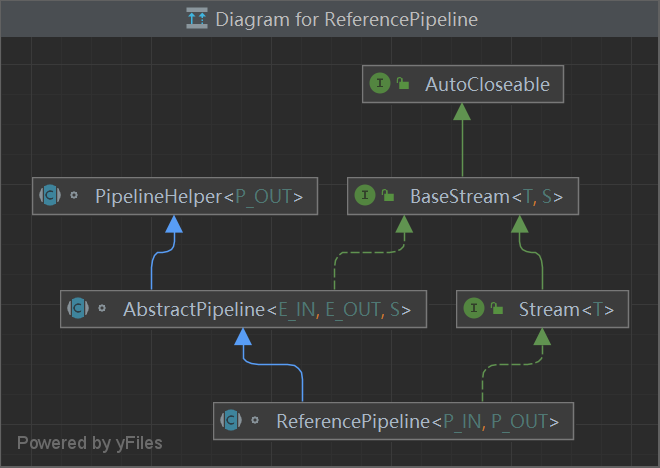 Diagram for ReferencePipeline
I AutoCloseable
C PipelineHelper<P_OUT>
I BaseStream<T, S>
C AbstractPipeline<E_IN, E_OUT, S>
I Stream<T>
C ReferencePipeline<P_IN, P_OUT>
Powered by yFiles